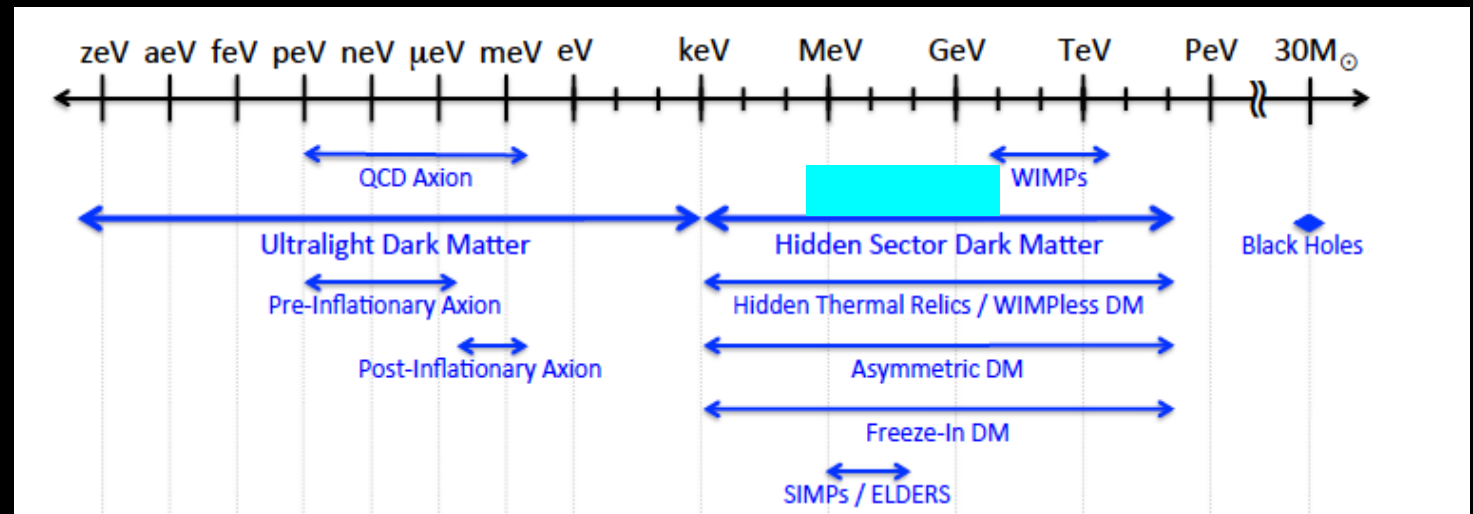 zeV aeV feV peV neV μeV meV eV keV MeV GeV TeV PeV 30M☉
QCD Axion
WIMPs
Ultralight Dark Matter
Hidden Sector Dark Matter
Black Holes
Pre-Inflationary Axion
Hidden Thermal Relics / WIMPless DM
Post-Inflationary Axion
Asymmetric DM
Freeze-In DM
SIMPs / ELDERS